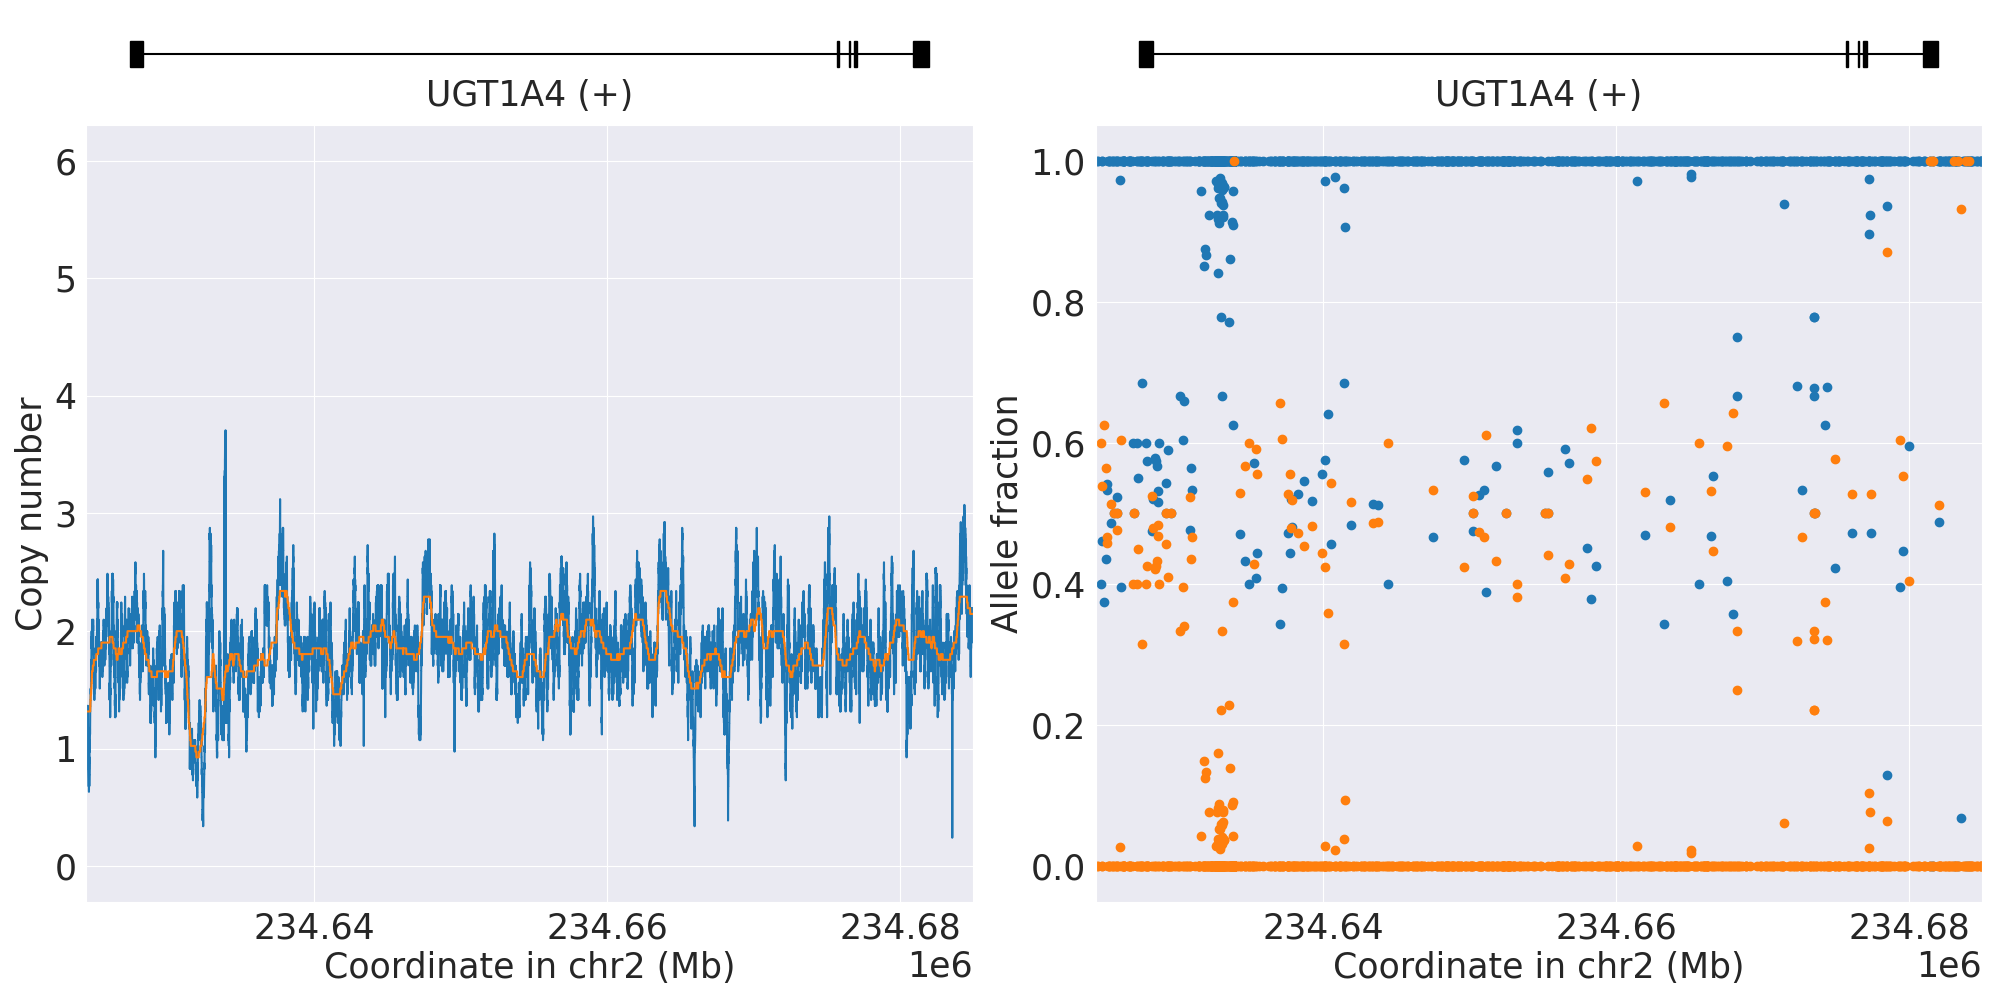 UGT1A4 (+)
6
5
4
3
2
1
0
Copy number
234.64
234.66
234.68
Coordinate in chr2 (Mb)
1e6
UGT1A4 (+)
1.0
0.8
0.6
0.4
0.2
0.0
Allele fraction
234.64
234.66
234.68
Coordinate in chr2 (Mb)
1e6